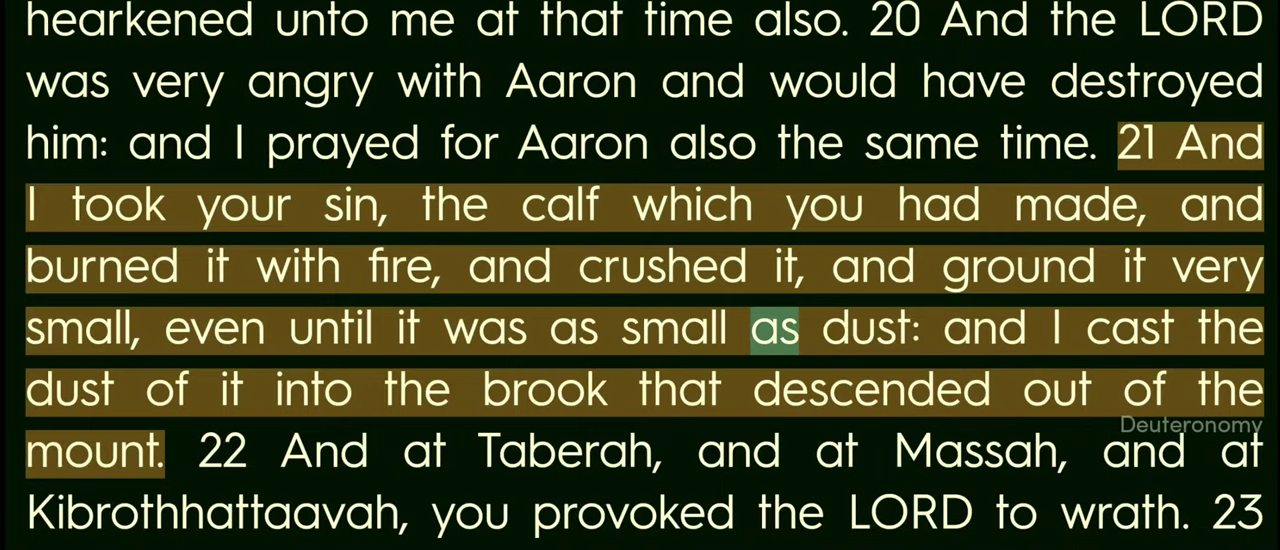 hearkened unto me at that time also. 20 And the LORD
was very angry with Aaron and would have destroyed
him: and I prayed for Aaron also the same time. 21 And
I took your sin, the calf which you had made, and
burned it with fire, and crushed it, and ground it very
small, even until it was as small as dust: and I cast the
dust of it into the brook that descended out of the
Deuteronomy
mount. 22 And at Taberah, and at Massah, and at
Kibrothhattaavah, you provoked the LORD to wrath. 23